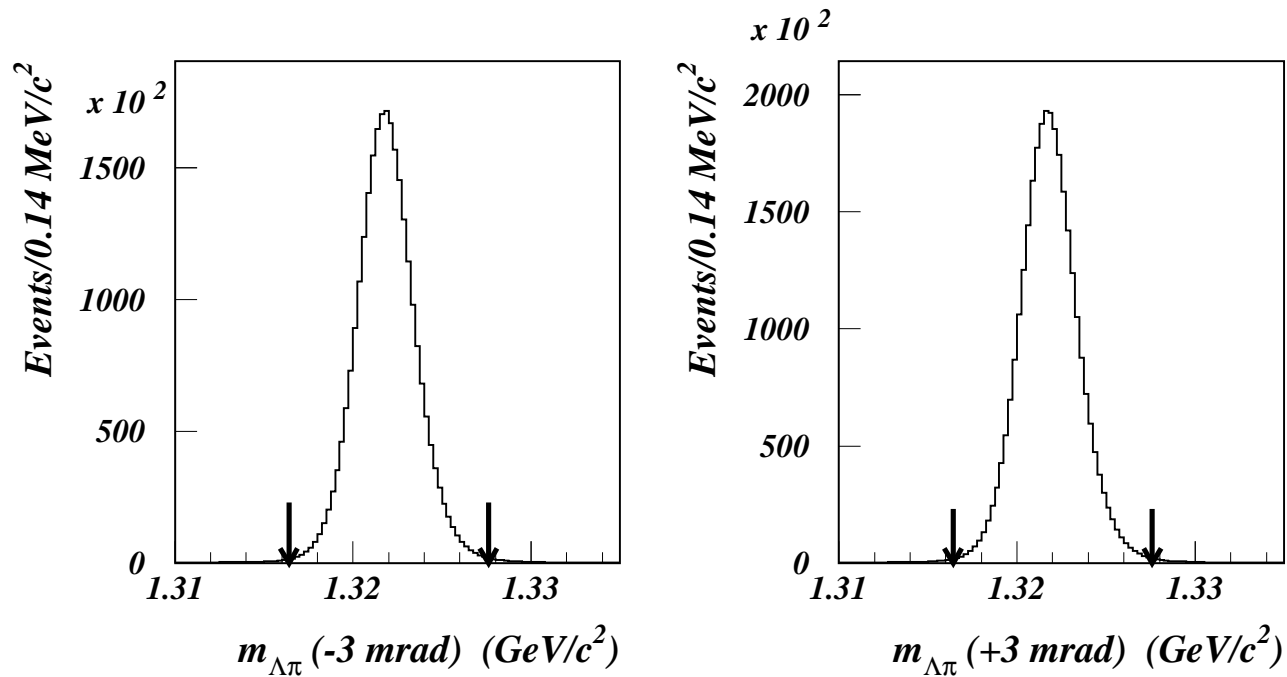 x 10 ²
Events/0.14 MeV/c²
1500
1000
500
0
1.31
1.32
1.33
m_Λπ (-3 mrad) (GeV/c²)
x 10 ²
Events/0.14 MeV/c²
2000
1500
1000
500
0
1.31
1.32
1.33
m_Λπ (+3 mrad) (GeV/c²)